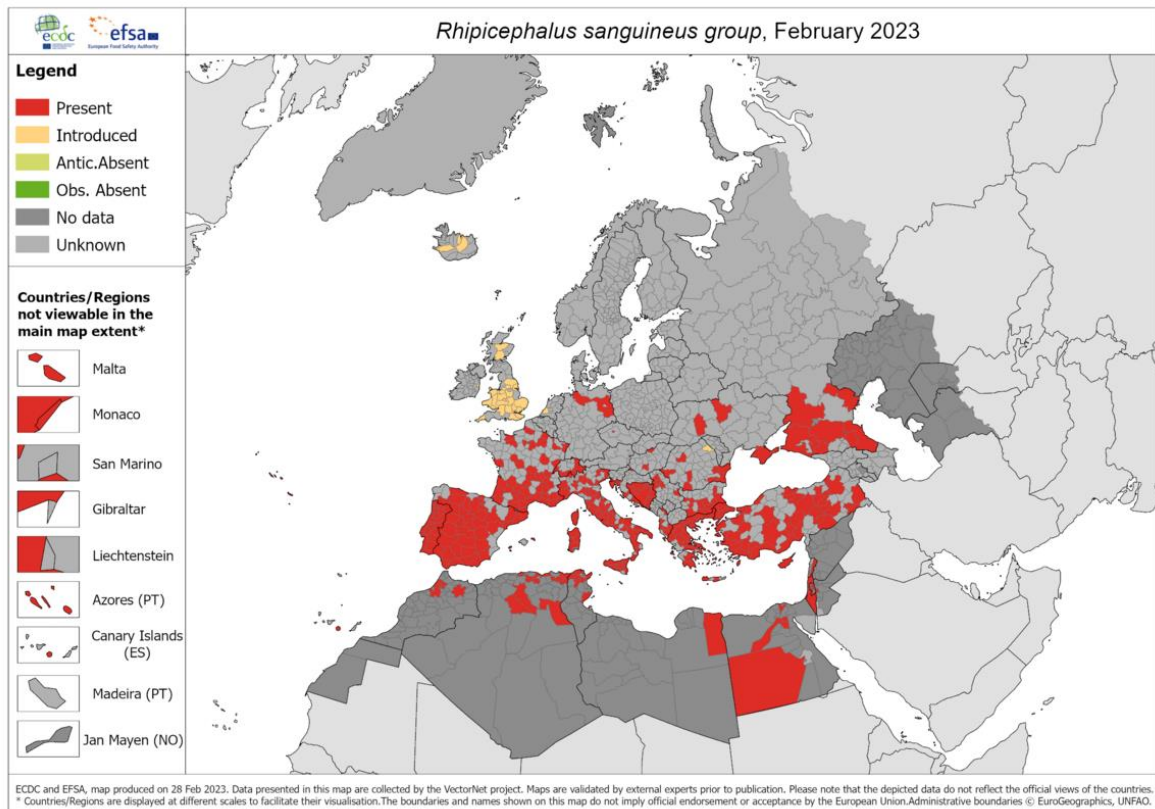 ecdc
efsa
European Food Safety Authority
Rhipicephalus sanguineus group, February 2023
Legend
Present
Introduced
Antic.Absent
Obs. Absent
No data
Unknown
Countries/Regions
not viewable in the
main map extent*
Malta
Monaco
San Marino
Gibraltar
Liechtenstein
Azores (PT)
Canary Islands
(ES)
Madeira (PT)
Jan Mayen (NO)
ECDC and EFSA, map produced on 28 Feb 2023. Data presented in this map are collected by the VectorNet project. Maps are validated by external experts prior to publication. Please note that the depicted data do not reflect the official views of the countries.
* Countries/Regions are displayed at different scales to facilitate their visualisation.The boundaries and names shown on this map do not imply official endorsement or acceptance by the European Union.Administrative boundaries © EuroGeographics, UNFAO.